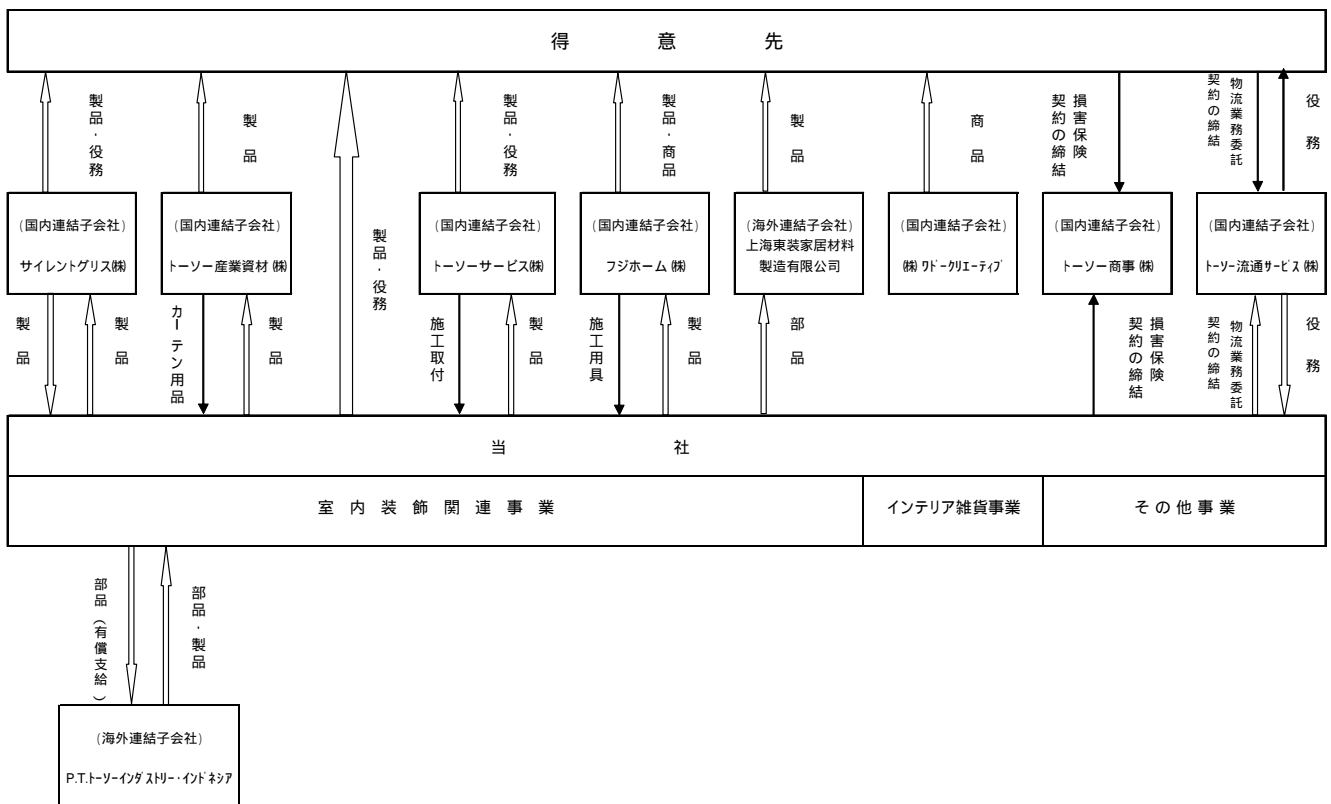 得意先
製品・役務
製品
製品・役務
製品・役務
製品・商品
製品
商品
損害保険
契約の締結
物流業務委託
契約の締結
役務
(国内連結子会社)
サイレントグリス(株)
(国内連結子会社)
トーソー産業資材(株)
(国内連結子会社)
トーソーサービス(株)
(国内連結子会社)
フジホーム(株)
(海外連結子会社)
上海東装家居材料
製造有限公司
(国内連結子会社)
(株)ワドークリエーティブ
(国内連結子会社)
トーソー商事(株)
(国内連結子会社)
トーソー流通サービス(株)
製品
製品
カーテン用品
製品
施工取付
製品
施工用具
製品
部品
損害保険
契約の締結
物流業務委託
契約の締結
役務
当社
室内装飾関連事業
インテリア雑貨事業
その他事業
部品(有償支給)
部品・製品
(海外連結子会社)
P.T.トーソーインダストリー・インドネシア